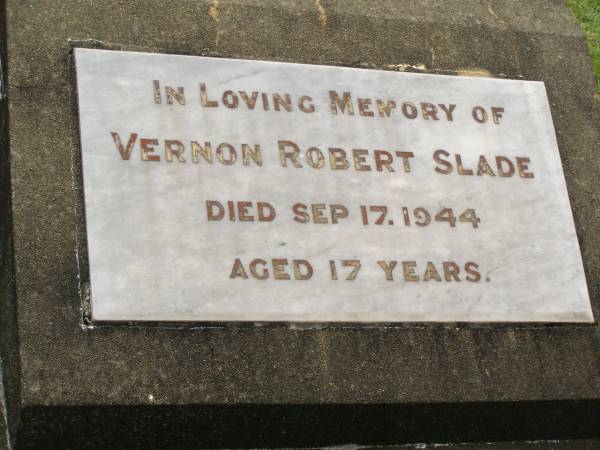 In Loving Memory of
Vernon Robert Slade
DIED SEP 17. 1944
AGED 17 YEARS.